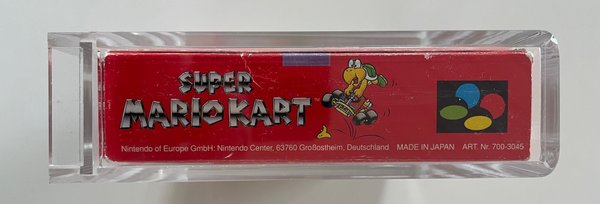 SUPER
MARIO KART
Nintendo of Europe GmbH: Nintendo Center, 63760 Großostheim, Deutschland MADE IN JAPAN ART. Nr. 700-3045